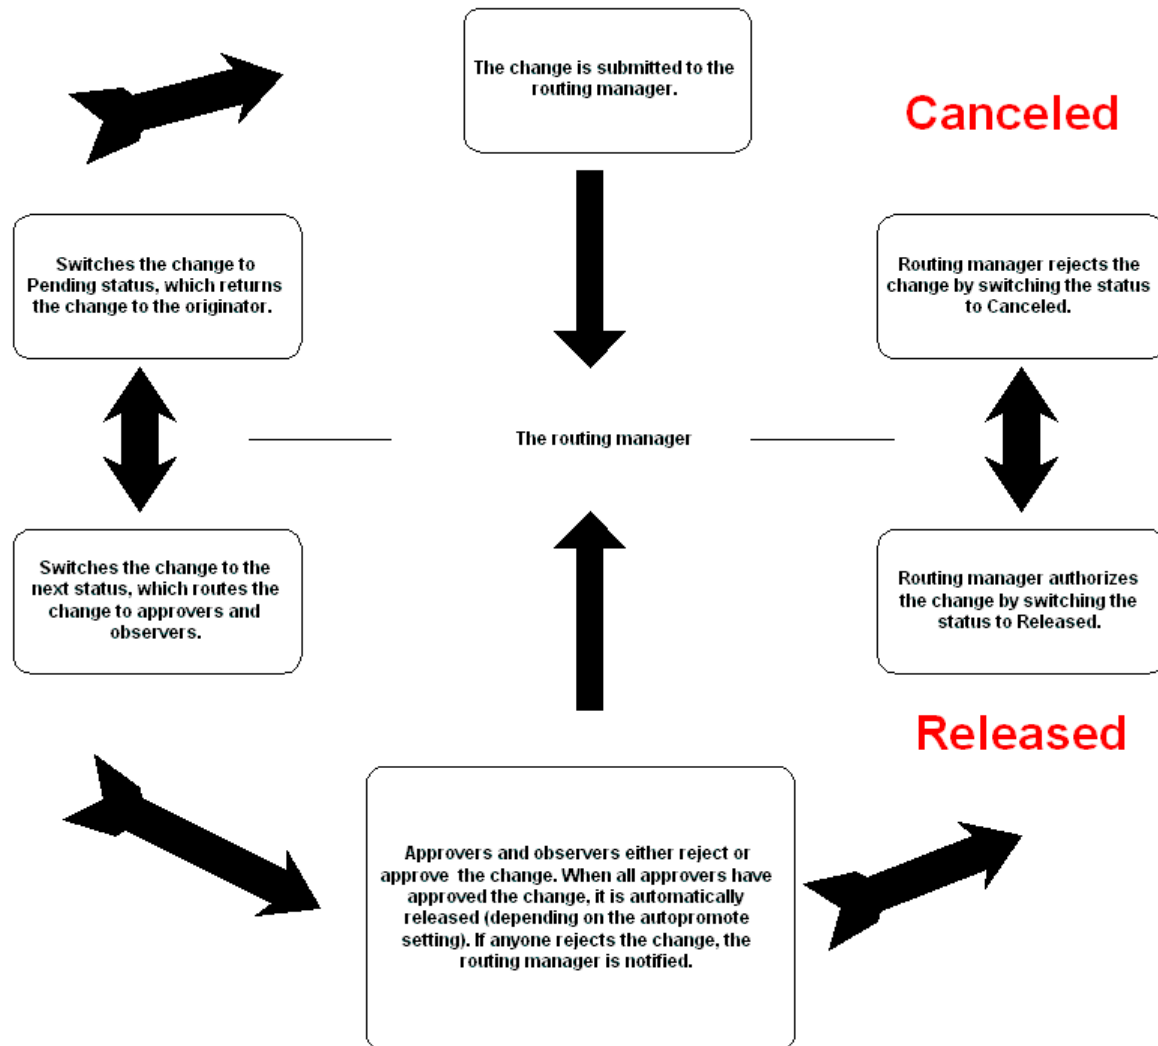 The change is submitted to the
routing manager.
Canceled
Switches the change to
Pending status, which returns
the change to the originator.
Routing manager rejects the
change by switching the status
to Canceled.
The routing manager
Switches the change to the
next status, which routes the
change to approvers and
observers.
Routing manager authorizes
the change by switching the
status to Released.
Released
Approvers and observers either reject or
approve the change. When all approvers have
approved the change, it is automatically
released (depending on the autopromote
setting). If anyone rejects the change, the
routing manager is notified.